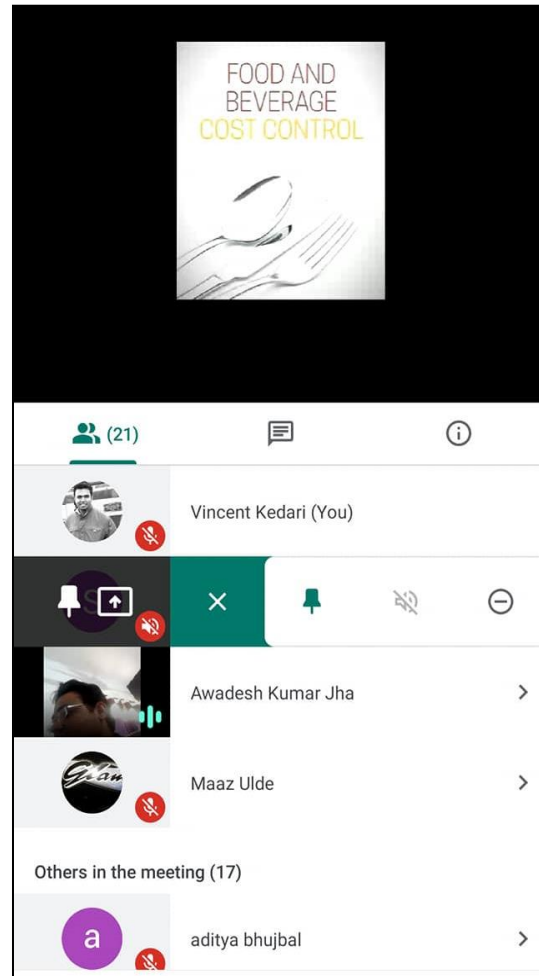 FOOD AND
BEVERAGE
COST CONTROL
(21)
Vincent Kedari (You)
S
Awadesh Kumar Jha
Glam
Maaz Ulde
Others in the meeting (17)
a
aditya bhujbal